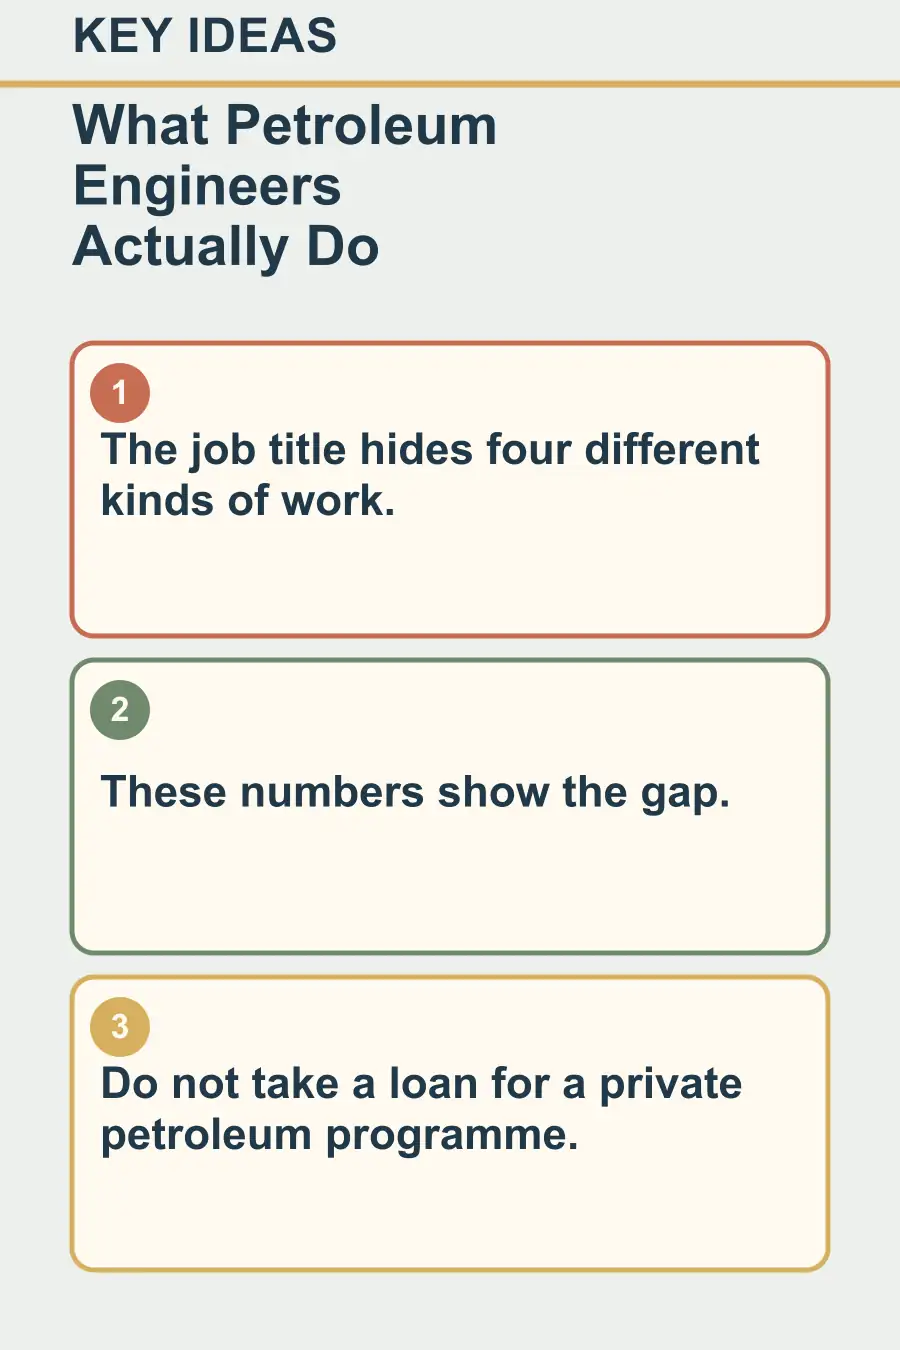 KEY IDEAS
What Petroleum
Engineers
Actually Do
1
The job title hides four different
kinds of work.
2
These numbers show the gap.
3
Do not take a loan for a private
petroleum programme.